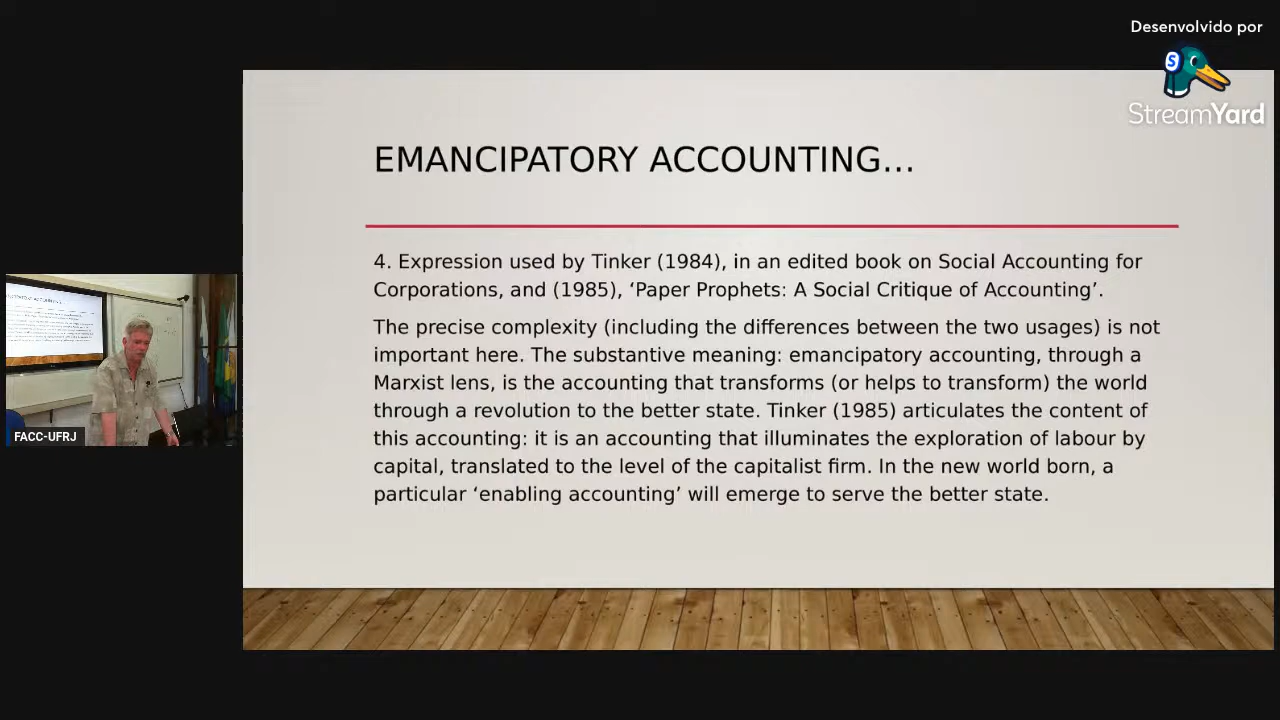 Desenvolvido por
S
StreamYard
EMANCIPATORY ACCOUNTING...
4. Expression used by Tinker (1984), in an edited book on Social Accounting for
Corporations, and (1985), ‘Paper Prophets: A Social Critique of Accounting’.
The precise complexity (including the differences between the two usages) is not
important here. The substantive meaning: emancipatory accounting, through a
Marxist lens, is the accounting that transforms (or helps to transform) the world
through a revolution to the better state. Tinker (1985) articulates the content of
this accounting: it is an accounting that illuminates the exploration of labour by
capital, translated to the level of the capitalist firm. In the new world born, a
particular ‘enabling accounting’ will emerge to serve the better state.
FACC-UFRJ